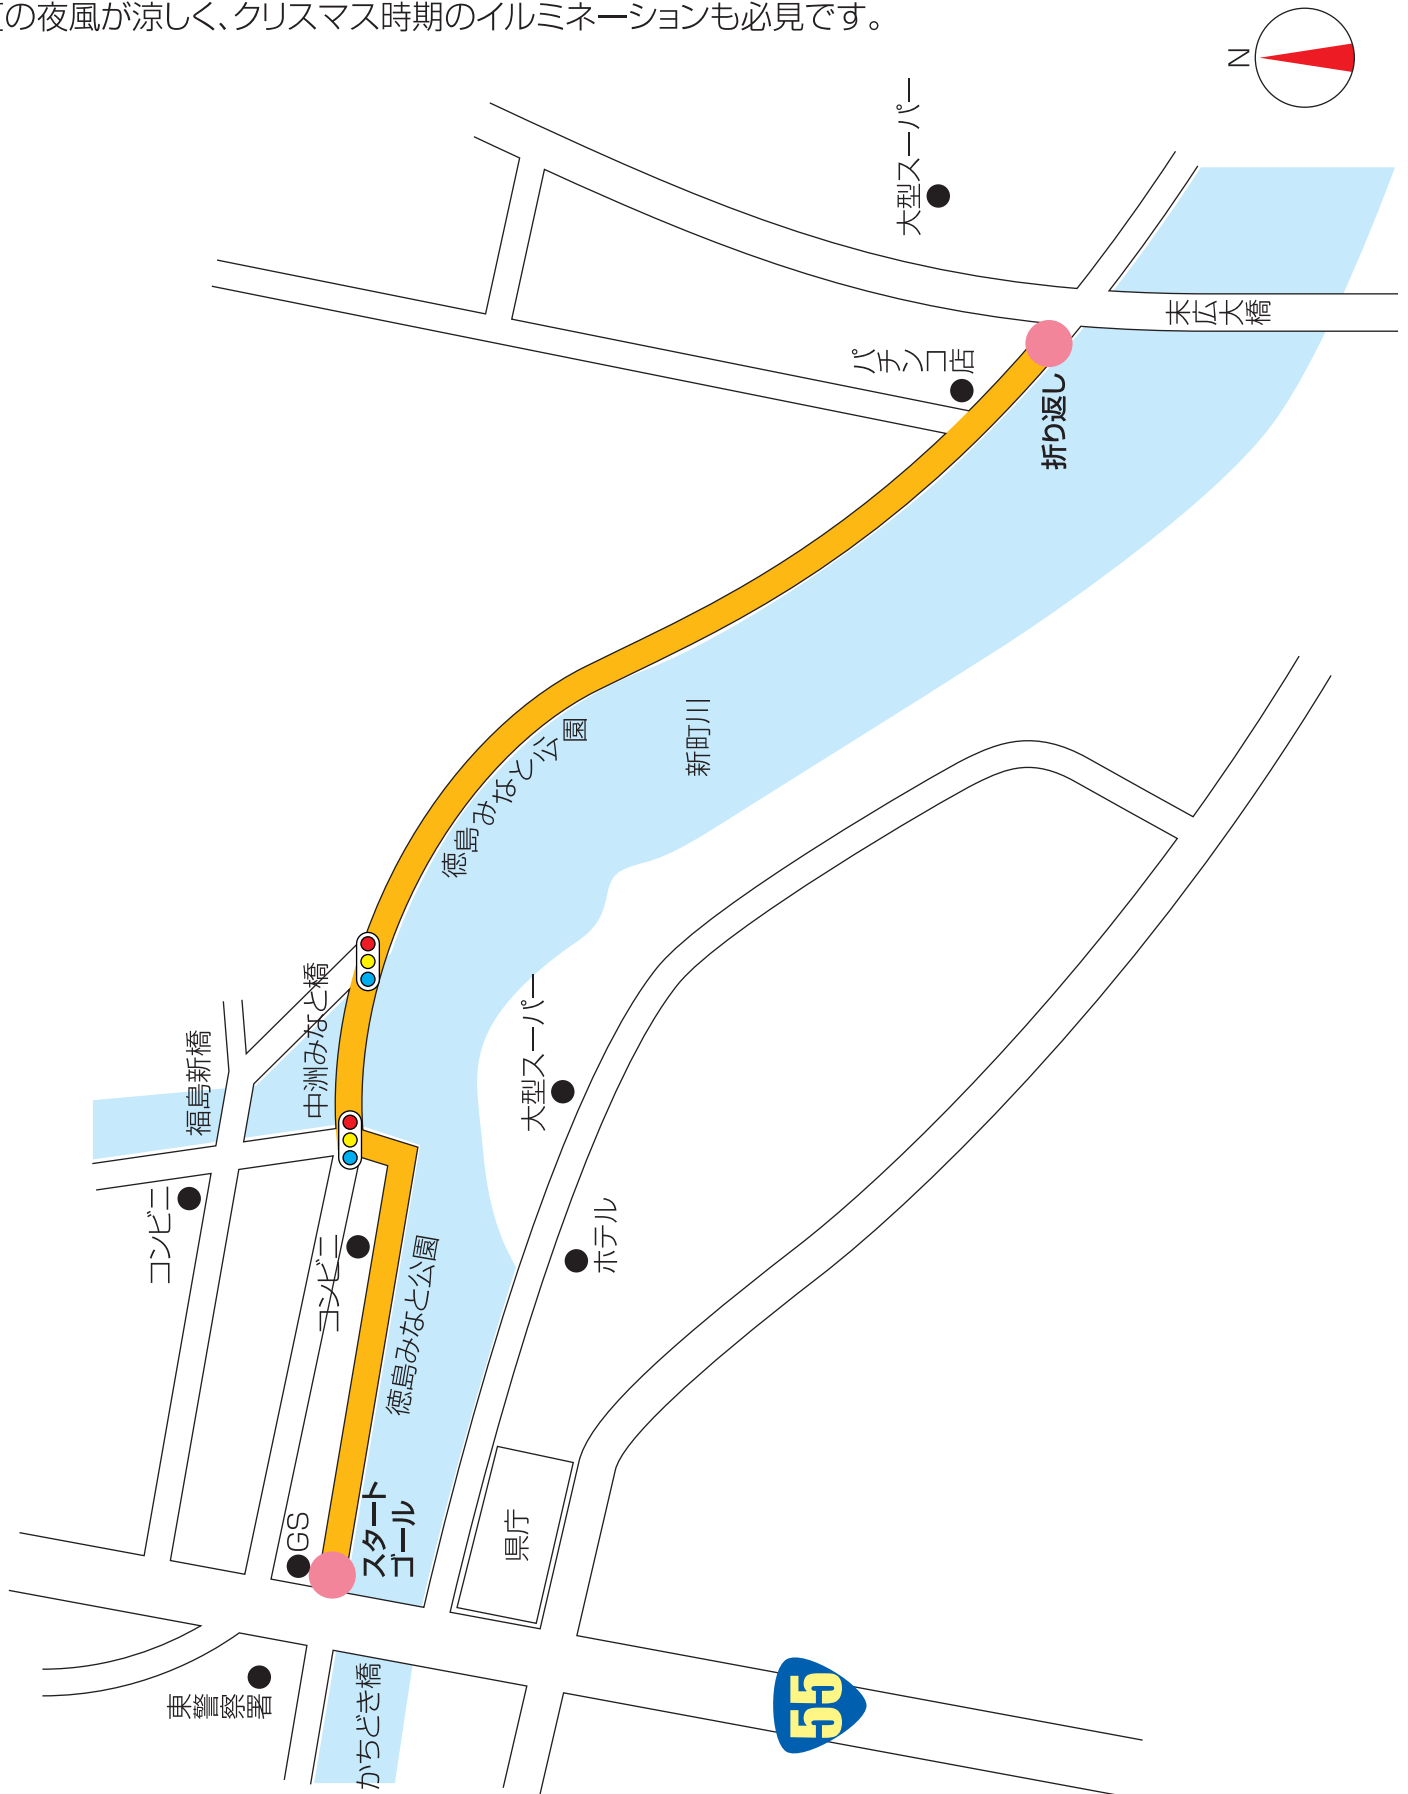 の夜風が涼しく、クリスマス時期のイルミネーションも必見です。
N
大型スーパー
末広大橋
パチンコ店
折り返し
徳島みなと公園
新町川
中洲みなと橋
福島新橋
大型スーパー
コンビニ
コンビニ
ホテル
徳島みなと公園
GS
スタート
ゴール
県庁
東警察署
かちどき橋
55